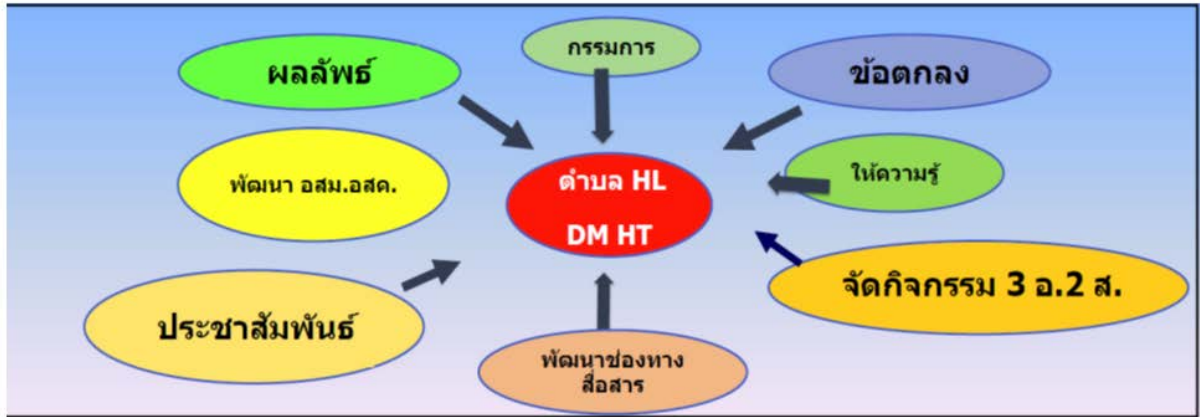 กรรมการ
ผลลัพธ์
ข้อตกลง
พัฒนา อสม.อสค.
ตำบล HL
DM HT
ให้ความรู้
จัดกิจกรรม 3 อ.2 ส.
ประชาสัมพันธ์
พัฒนาช่องทาง
สื่อสาร